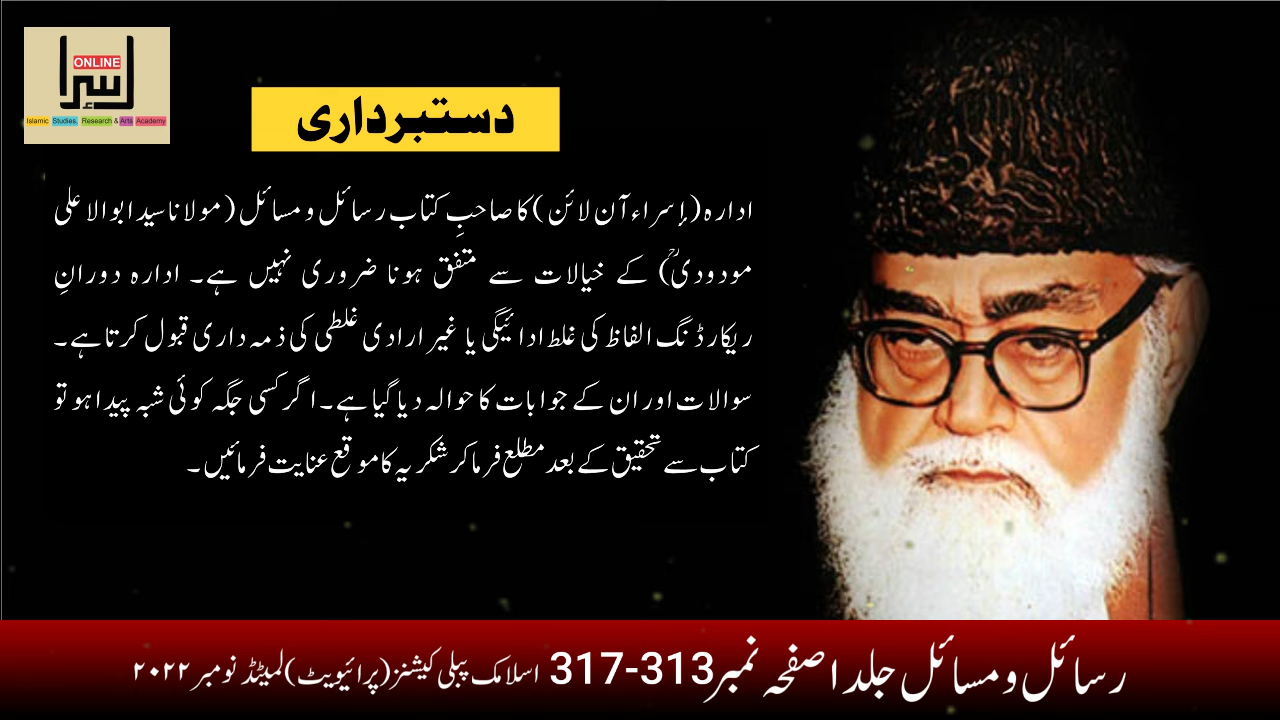 ONLINE
إسرا
Islamic Studies, Research & Arts Academy
دستبرداری
ادارہ (إسراء آن لائن) کا صاحبِ کتاب رسائل و مسائل (مولانا سید ابوالاعلی
مودودیؒ) کے خیالات سے متفق ہونا ضروری نہیں ہے۔ ادارہ دورانِ
ریکارڈنگ الفاظ کی غلط ادائیگی یا غیر ارادی غلطی کی ذمہ داری قبول کرتا ہے۔
سوالات اور ان کے جوابات کا حوالہ دیا گیا ہے۔ اگر کسی جگہ کوئی شبہ پیدا ہو تو
کتاب سے تحقیق کے بعد مطلع فرما کر شکریہ کا موقع عنایت فرمائیں۔
رسائل و مسائل جلد ا صفحہ نمبر 313-317 اسلامک پبلی کیشنز (پرائیویٹ) لمیٹڈ نومبر ۲۰۲۲